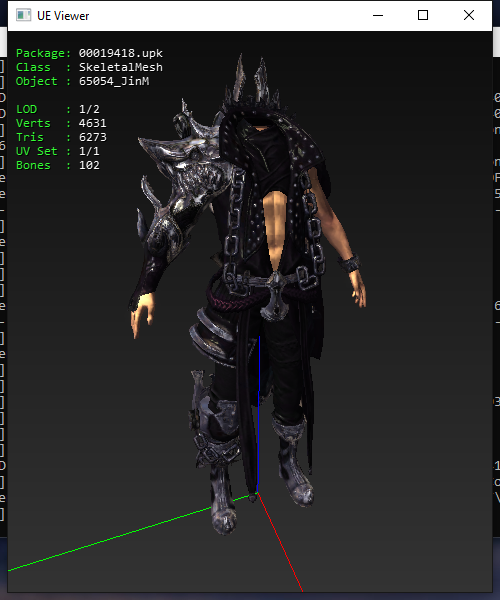 UE Viewer
Package: 00019418.upk
Class : SkeletalMesh
Object : 65054_JinM
LOD : 1/2
Verts : 4631
Tris : 6273
UV Set : 1/1
Bones : 102